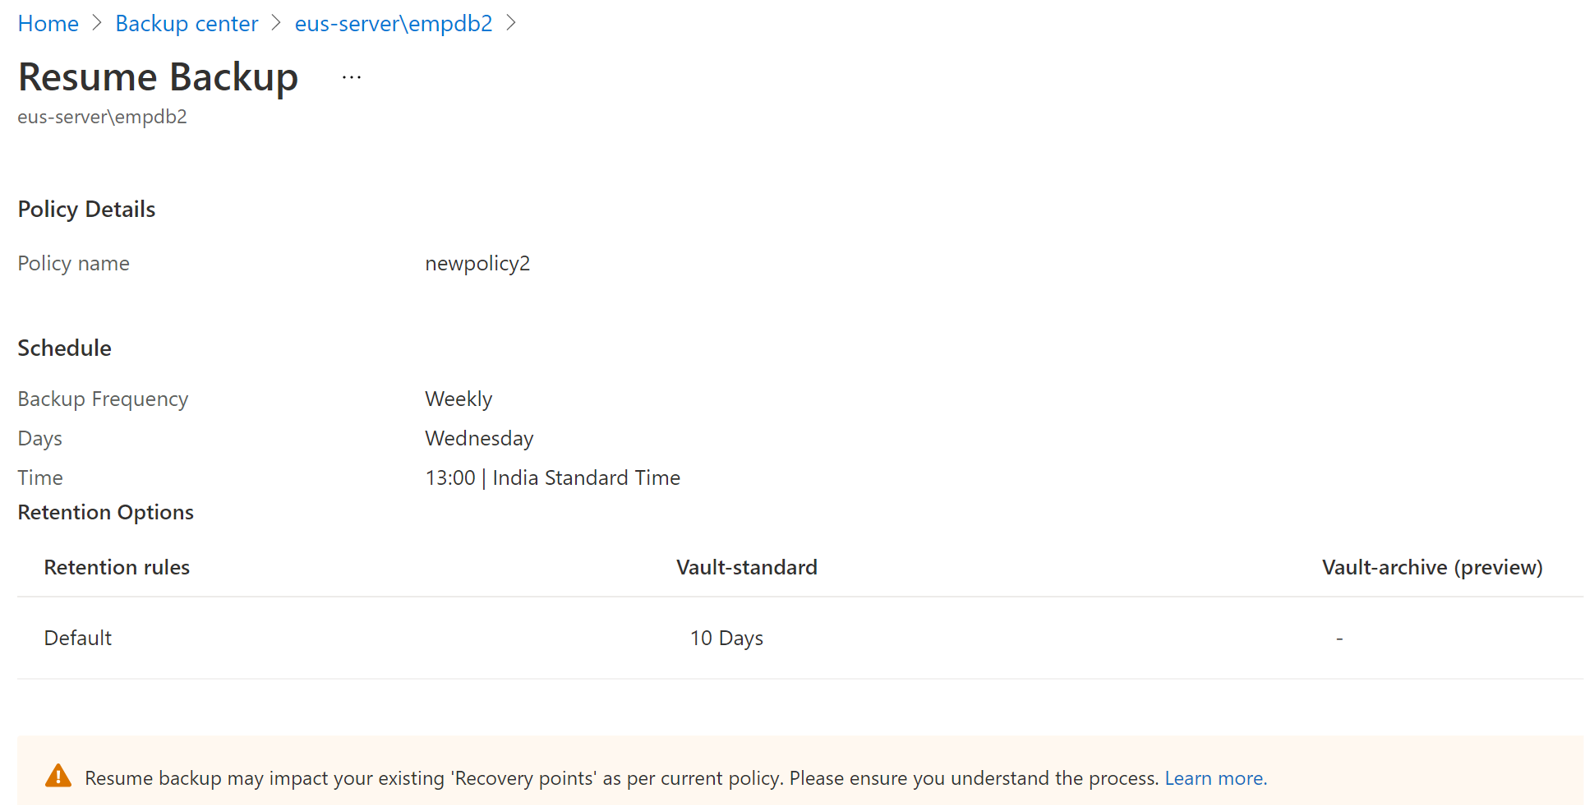 Home > Backup center > eus-server\empdb2 >
Resume Backup ...
eus-server\empdb2
Policy Details
Policy name newpolicy2
Schedule
Backup Frequency Weekly
Days Wednesday
Time 13:00 | India Standard Time
Retention Options
Retention rules Vault-standard Vault-archive (preview)
Default 10 Days -
Resume backup may impact your existing 'Recovery points' as per current policy. Please ensure you understand the process. Learn more.